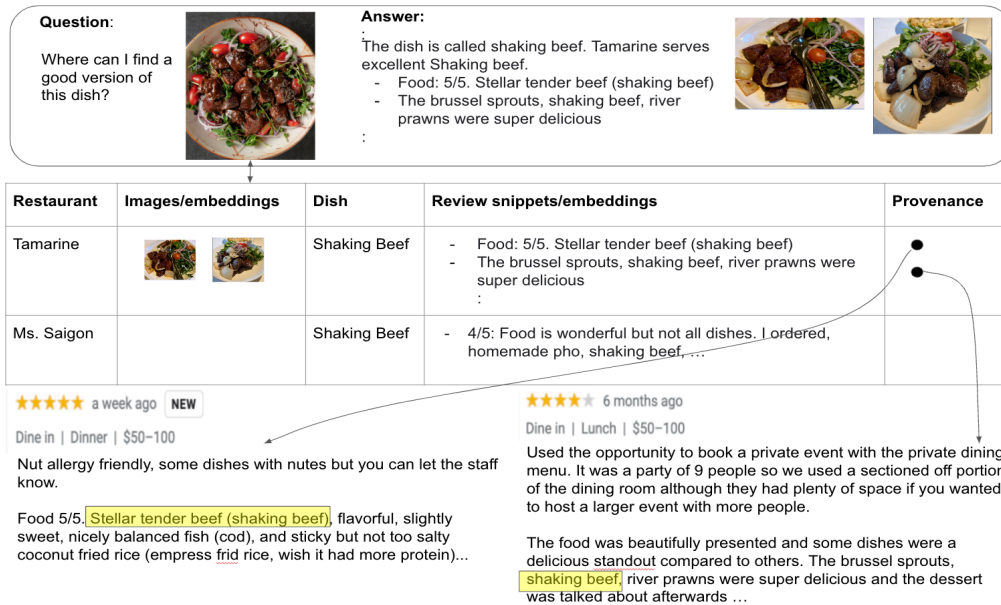 Question:
Where can I find a
good version of
this dish?
Answer:
:
The dish is called shaking beef. Tamarine serves
excellent Shaking beef.
- Food: 5/5. Stellar tender beef (shaking beef)
- The brussel sprouts, shaking beef, river
prawns were super delicious
:
Restaurant Images/embeddings Dish Review snippets/embeddings Provenance
Tamarine Shaking Beef
- Food: 5/5. Stellar tender beef (shaking beef)
- The brussel sprouts, shaking beef, river prawns were
super delicious
:
Ms. Saigon Shaking Beef
- 4/5: Food is wonderful but not all dishes. I ordered,
homemade pho, shaking beef, …
a week ago NEW
Dine in | Dinner | $50–100
Nut allergy friendly, some dishes with nutes but you can let the staff
know.
Food 5/5. Stellar tender beef (shaking beef), flavorful, slightly
sweet, nicely balanced fish (cod), and sticky but not too salty
coconut fried rice (empress frid rice, wish it had more protein)...
6 months ago
Dine in | Lunch | $50–100
Used the opportunity to book a private event with the private dining
menu. It was a party of 9 people so we used a sectioned off portion
of the dining room although they had plenty of space if you wanted
to host a larger event with more people.
The food was beautifully presented and some dishes were a
delicious standout compared to others. The brussel sprouts,
shaking beef, river prawns were super delicious and the dessert
was talked about afterwards …